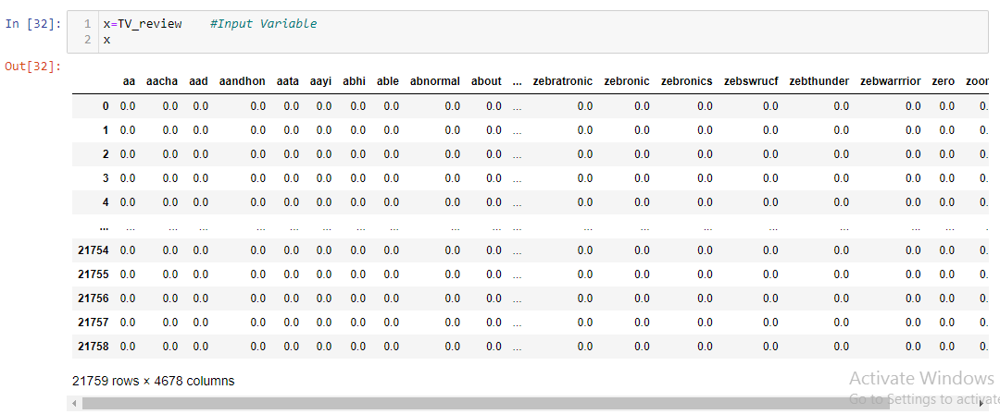 In [32]:
1 x=TV_review #Input Variable
2 x
Out[32]:
aa aacha aad aandhon aata aayi abhi able abnormal about ... zebratronic zebronic zebronics zebswrucf zebthunder zebwarrrior zero
0 0.0 0.0 0.0 0.0 0.0 0.0 0.0 0.0 0.0 0.0 ... 0.0 0.0 0.0 0.0 0.0 0.0 0.0 0.
1 0.0 0.0 0.0 0.0 0.0 0.0 0.0 0.0 0.0 0.0 ... 0.0 0.0 0.0 0.0 0.0 0.0 0.0 0.
2 0.0 0.0 0.0 0.0 0.0 0.0 0.0 0.0 0.0 0.0 ... 0.0 0.0 0.0 0.0 0.0 0.0 0.0 0.
3 0.0 0.0 0.0 0.0 0.0 0.0 0.0 0.0 0.0 0.0 ... 0.0 0.0 0.0 0.0 0.0 0.0 0.0 0.
4 0.0 0.0 0.0 0.0 0.0 0.0 0.0 0.0 0.0 0.0 ... 0.0 0.0 0.0 0.0 0.0 0.0 0.0 0.
... ... ... ... ... ... ... ... ... ... ... ... ... ... ... ... ... ... ... .
21754 0.0 0.0 0.0 0.0 0.0 0.0 0.0 0.0 0.0 0.0 ... 0.0 0.0 0.0 0.0 0.0 0.0 0.0 0.
21755 0.0 0.0 0.0 0.0 0.0 0.0 0.0 0.0 0.0 0.0 ... 0.0 0.0 0.0 0.0 0.0 0.0 0.0 0.
21756 0.0 0.0 0.0 0.0 0.0 0.0 0.0 0.0 0.0 0.0 ... 0.0 0.0 0.0 0.0 0.0 0.0 0.0 0.
21757 0.0 0.0 0.0 0.0 0.0 0.0 0.0 0.0 0.0 0.0 ... 0.0 0.0 0.0 0.0 0.0 0.0 0.0 0.
21758 0.0 0.0 0.0 0.0 0.0 0.0 0.0 0.0 0.0 0.0 ... 0.0 0.0 0.0 0.0 0.0 0.0 0.0 0.
21759 rows × 4678 columns
Activate Windows
Go to Settings to activate